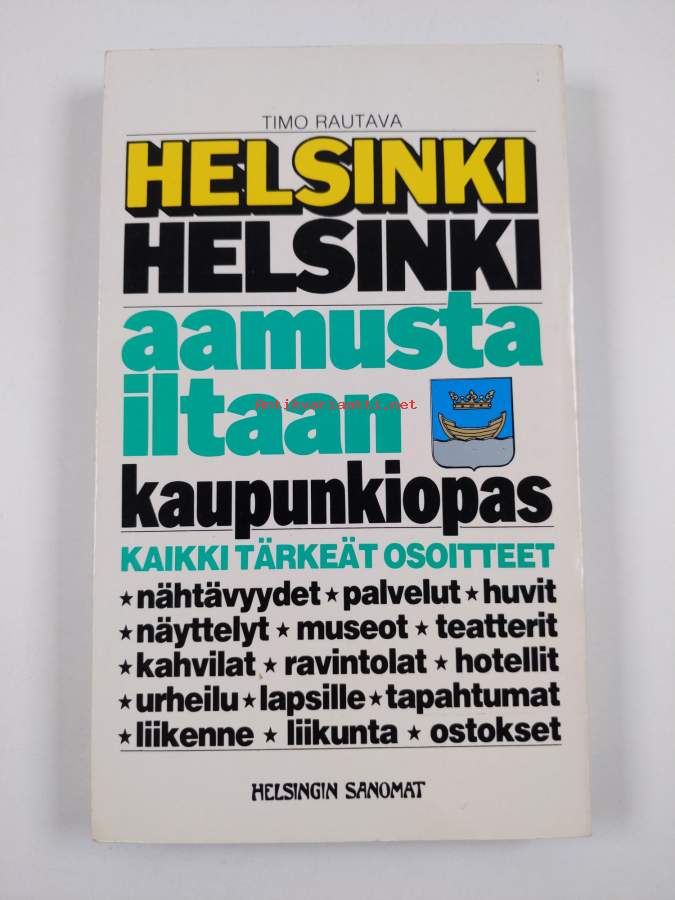 TIMO RAUTAVA
HELSINKI
HELSINKI
aamusta
iltaan
Antikvariaatti.net
kaupunkiopas
KAIKKI TÄRKEÄT OSOITTEET
★ nähtävyydet ★ palvelut ★ huvit
★ näyttelyt ★ museot ★ teatterit
★ kahvilat ★ ravintolat ★ hotellit
★ urheilu ★ lapsille ★ tapahtumat
★ liikenne ★ liikunta ★ ostokset
HELSINGIN SANOMAT